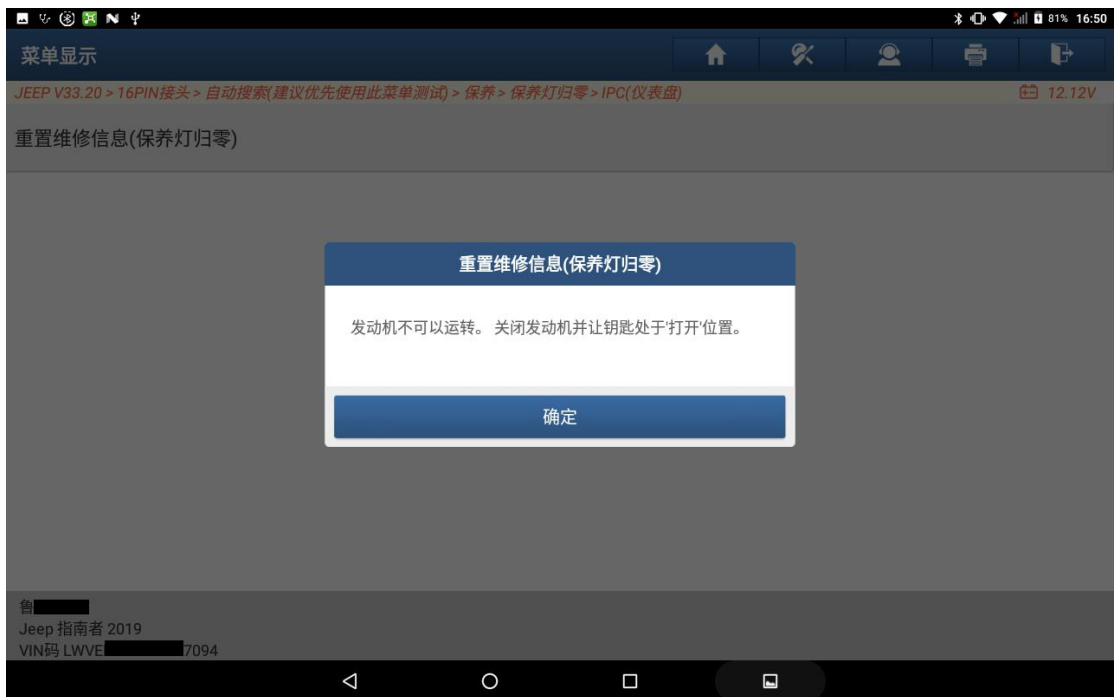 81% 16:50
菜单显示
JEEP V33.20 > 16PIN接头 > 自动搜索(建议优先使用此菜单测试) > 保养 > 保养灯归零 > IPC(仪表盘) 12.12V
重置维修信息(保养灯归零)
重置维修信息(保养灯归零)
发动机不可以运转。 关闭发动机并让钥匙处于'打开'位置。
确定
鲁
Jeep 指南者 2019
VIN码 LWVE 7094